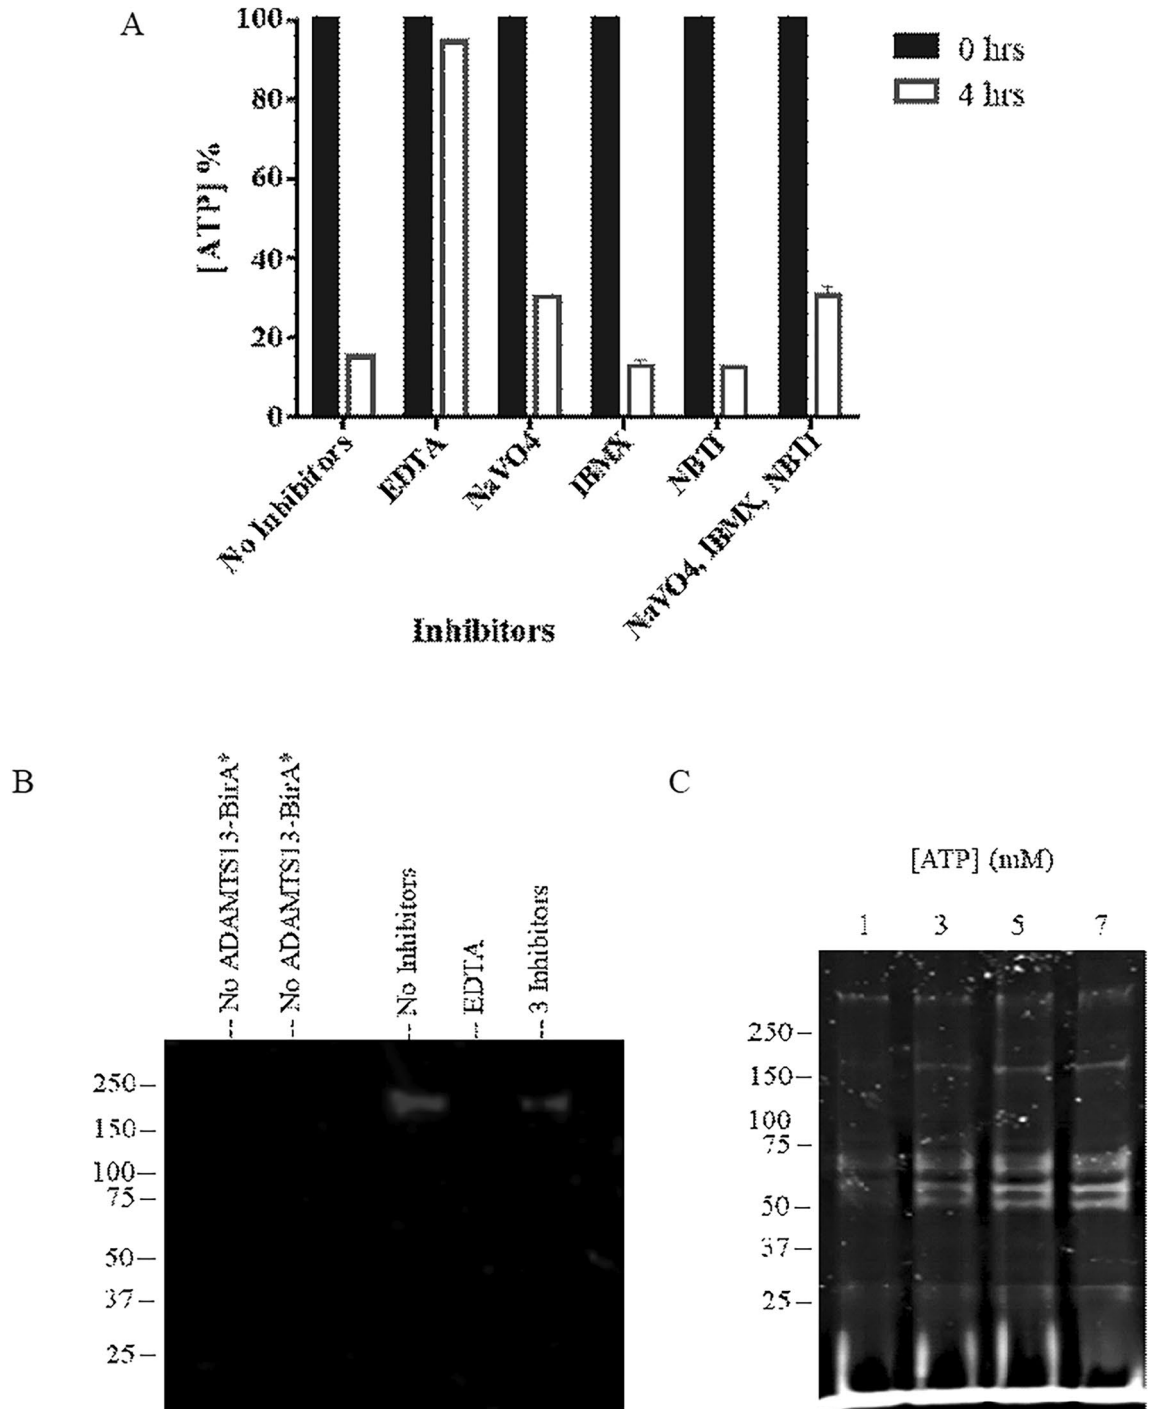 A
100
80
60
40
20
0
[ATP] %
0 hrs
4 hrs
No Inhibitors
EDTA
NaVO4
IBMX
NBTI
NaVO4, IBMX, NBTI
Inhibitors
B
-- No ADAMTS13-BirA*
-- No ADAMTS13-BirA*
-- No Inhibitors
-- EDTA
-- 3 Inhibitors
250
150
100
75
50
37
25
C
[ATP] (mM)
1 3 5 7
250
150
100
75
50
37
25